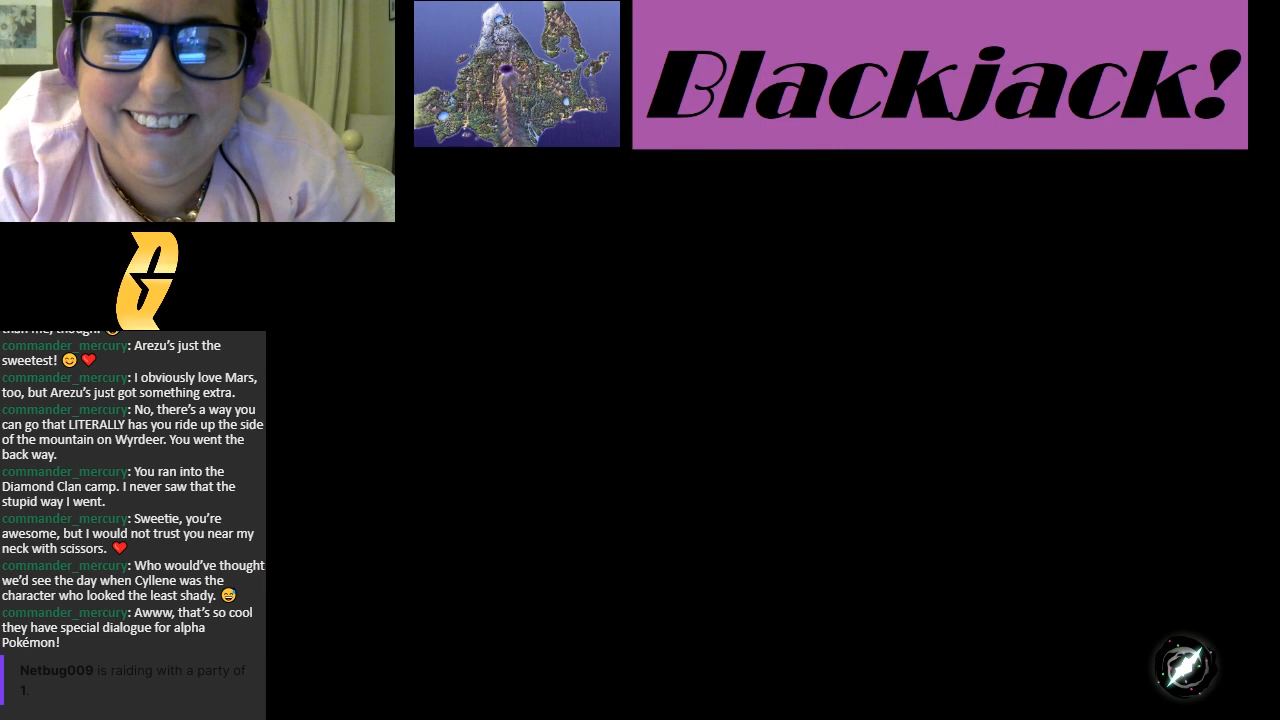 Blackjack!
than me, though.
commander_mercury: Arezu's just the
sweetest! 😊 ❤️
commander_mercury: I obviously love Mars,
too, but Arezu's just got something extra.
commander_mercury: No, there's a way you
can go that LITERALLY has you ride up the side
of the mountain on Wyrdeer. You went the
back way.
commander_mercury: You ran into the
Diamond Clan camp. I never saw that the
stupid way I went.
commander_mercury: Sweetie, you're
awesome, but I would not trust you near my
neck with scissors. ❤️
commander_mercury: Who would've thought
we'd see the day when Cyllene was the
character who looked the least shady. 😅
commander_mercury: Awww, that's so cool
they have special dialogue for alpha
Pokémon!
Netbug009 is raiding with a party of
1.